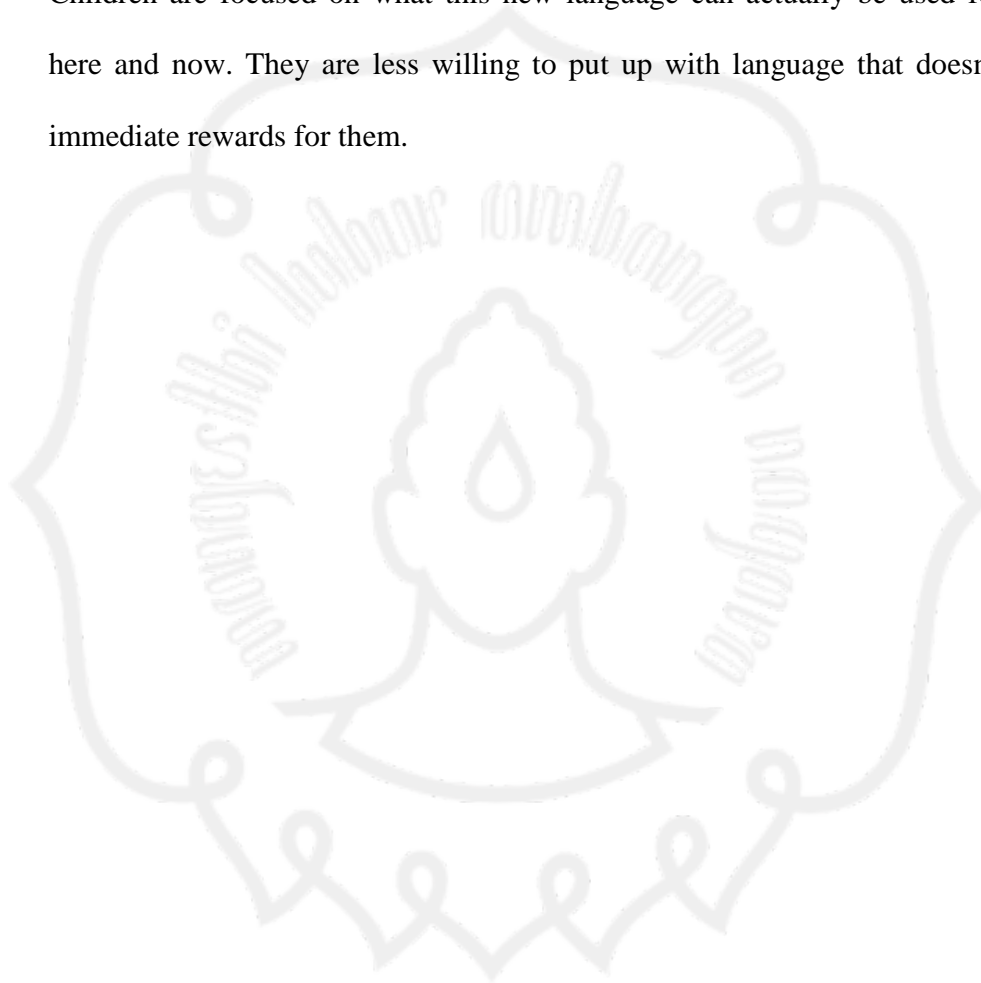 Children are focused on what this new language can actually be used
here and now. They are less willing to put up with language that doesn
immediate rewards for them.